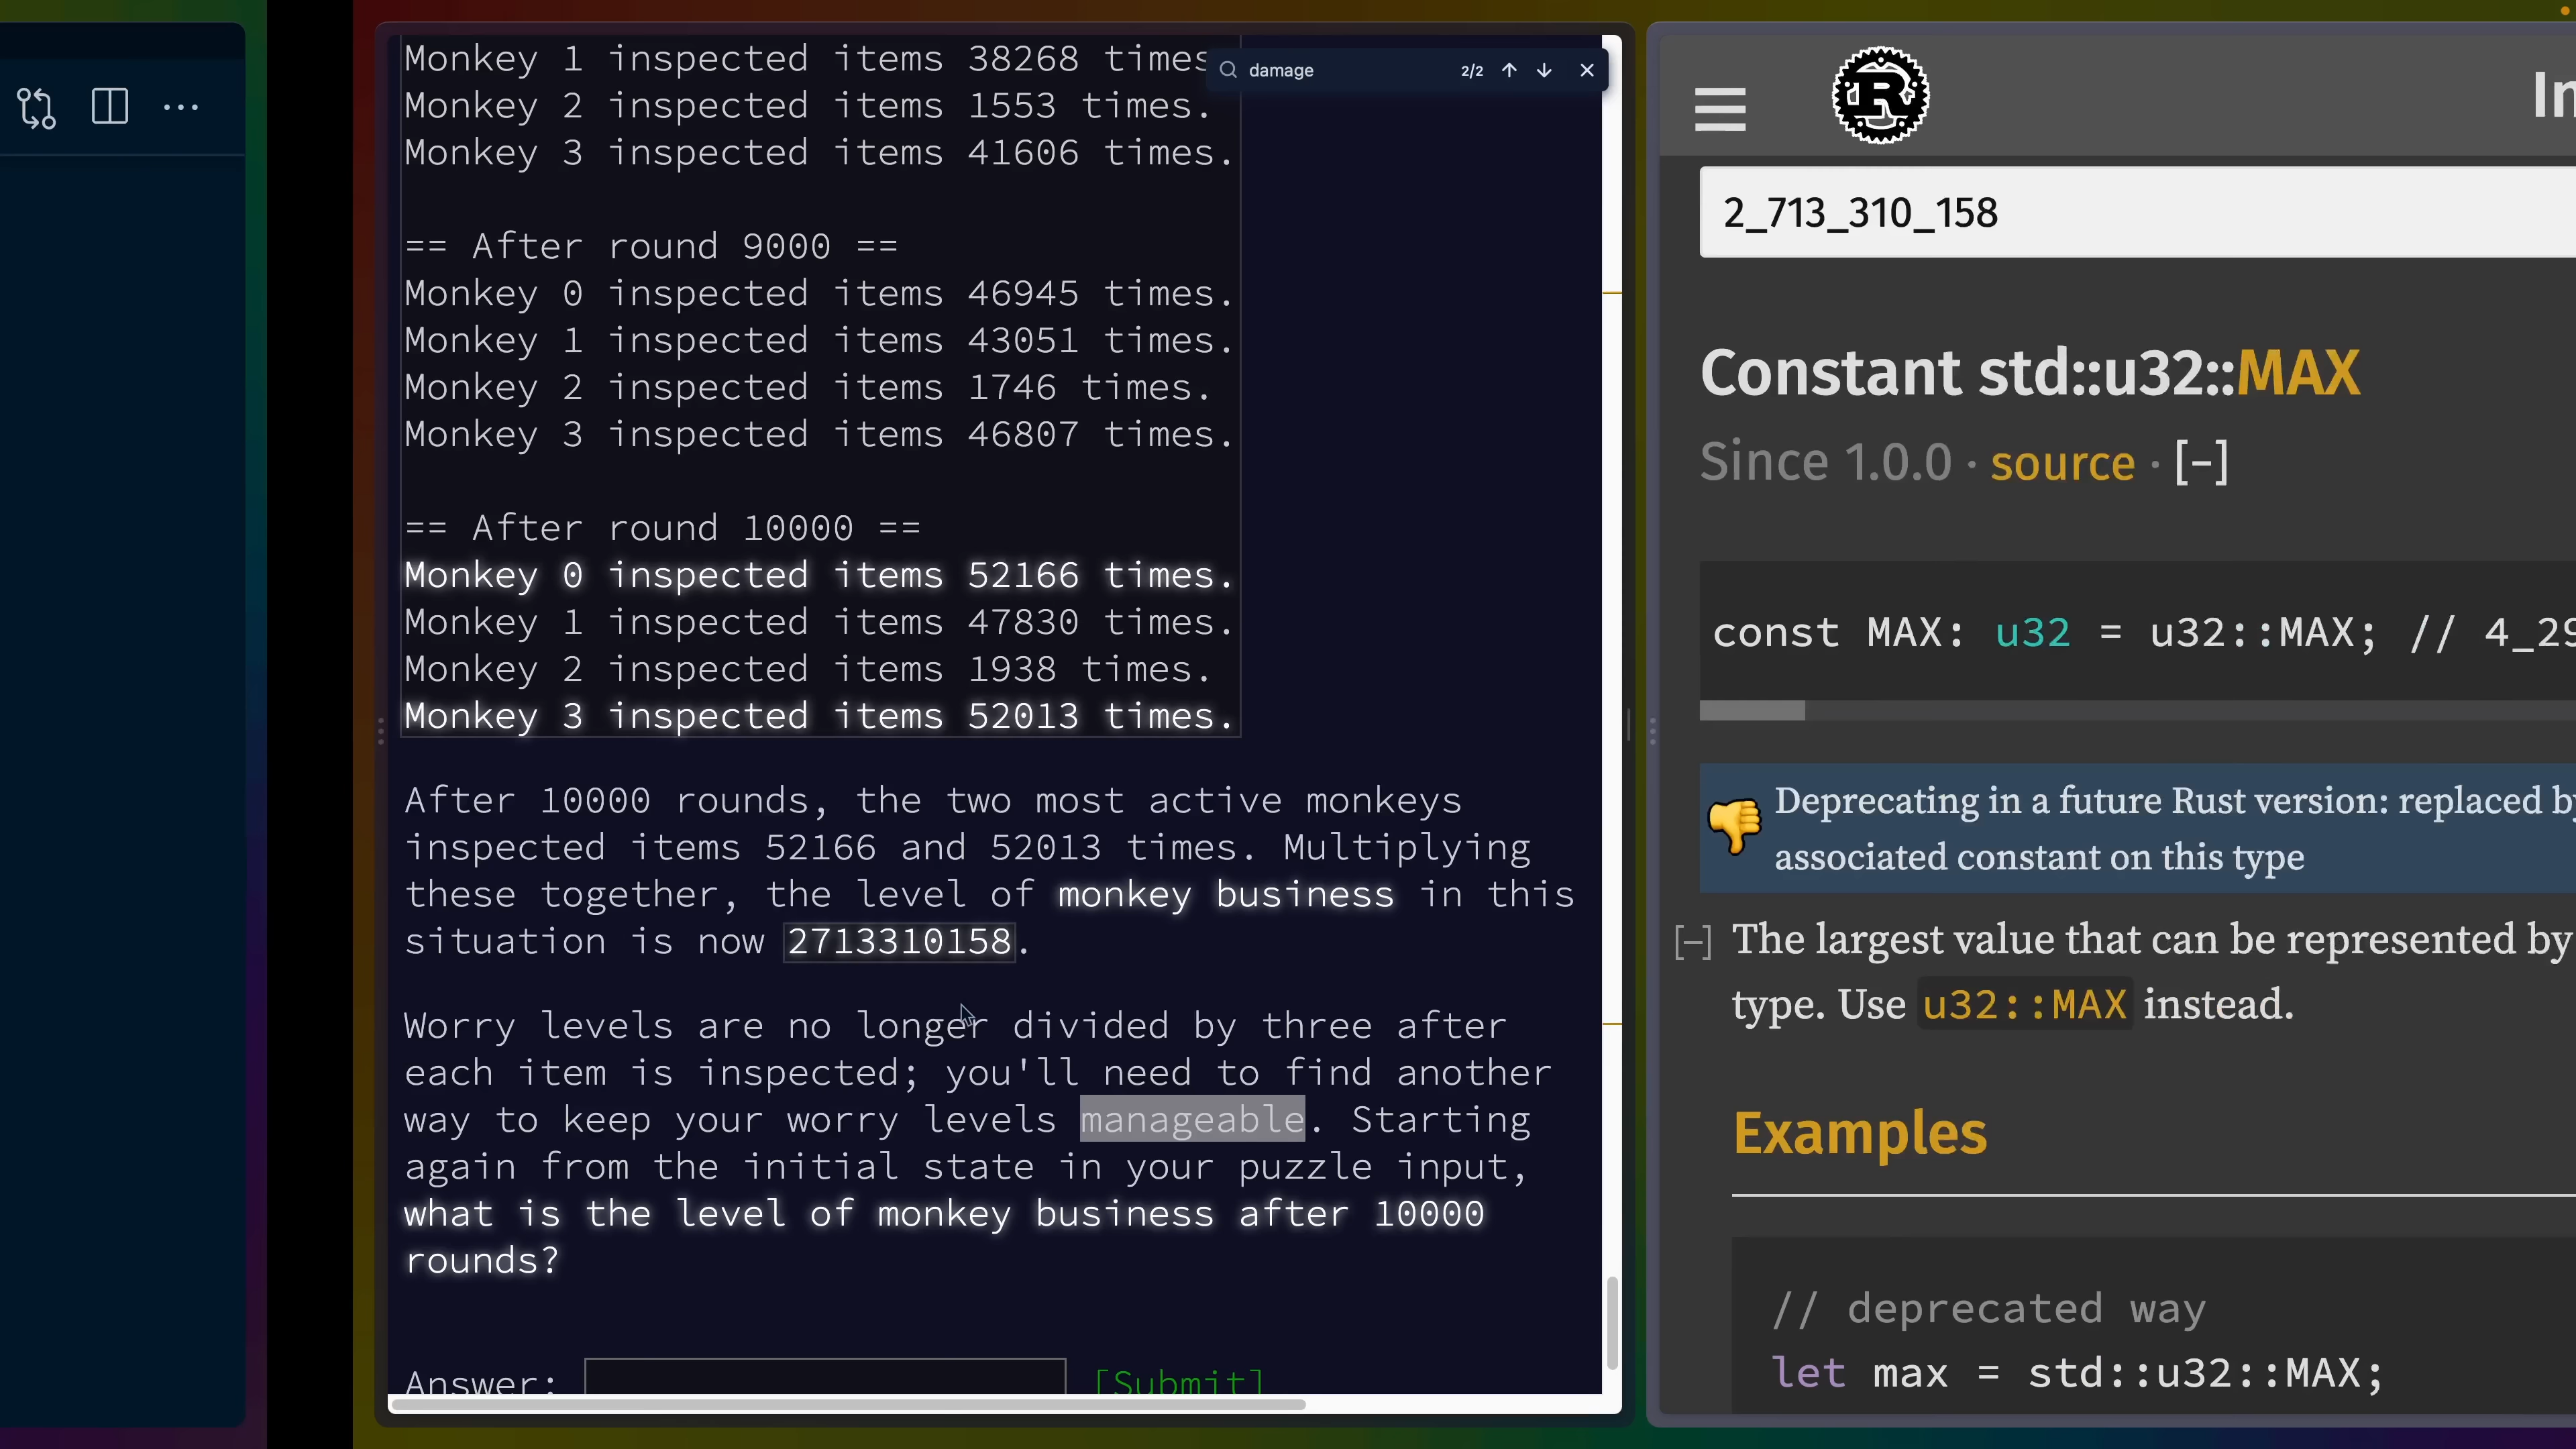 Monkey 1 inspected items 38268 times
Monkey 2 inspected items 1553 times.
Monkey 3 inspected items 41606 times.
== After round 9000 ==
Monkey 0 inspected items 46945 times.
Monkey 1 inspected items 43051 times.
Monkey 2 inspected items 1746 times.
Monkey 3 inspected items 46807 times.
== After round 10000 ==
Monkey 0 inspected items 52166 times.
Monkey 1 inspected items 47830 times.
Monkey 2 inspected items 1938 times.
Monkey 3 inspected items 52013 times.
After 10000 rounds, the two most active monkeys
inspected items 52166 and 52013 times. Multiplying
these together, the level of monkey business in this
situation is now 2713310158.
Worry levels are no longer divided by three after
each item is inspected; you'll need to find another
way to keep your worry levels manageable. Starting
again from the initial state in your puzzle input,
what is the level of monkey business after 10000
rounds?
Answer: [Submit]
damage 2/2
R
In
2_713_310_158
Constant std::u32::MAX
Since 1.0.0 · source · [-]
const MAX: u32 = u32::MAX; // 4_29
Deprecating in a future Rust version: replaced by
associated constant on this type
[-] The largest value that can be represented by
type. Use u32::MAX instead.
Examples
// deprecated way
let max = std::u32::MAX;